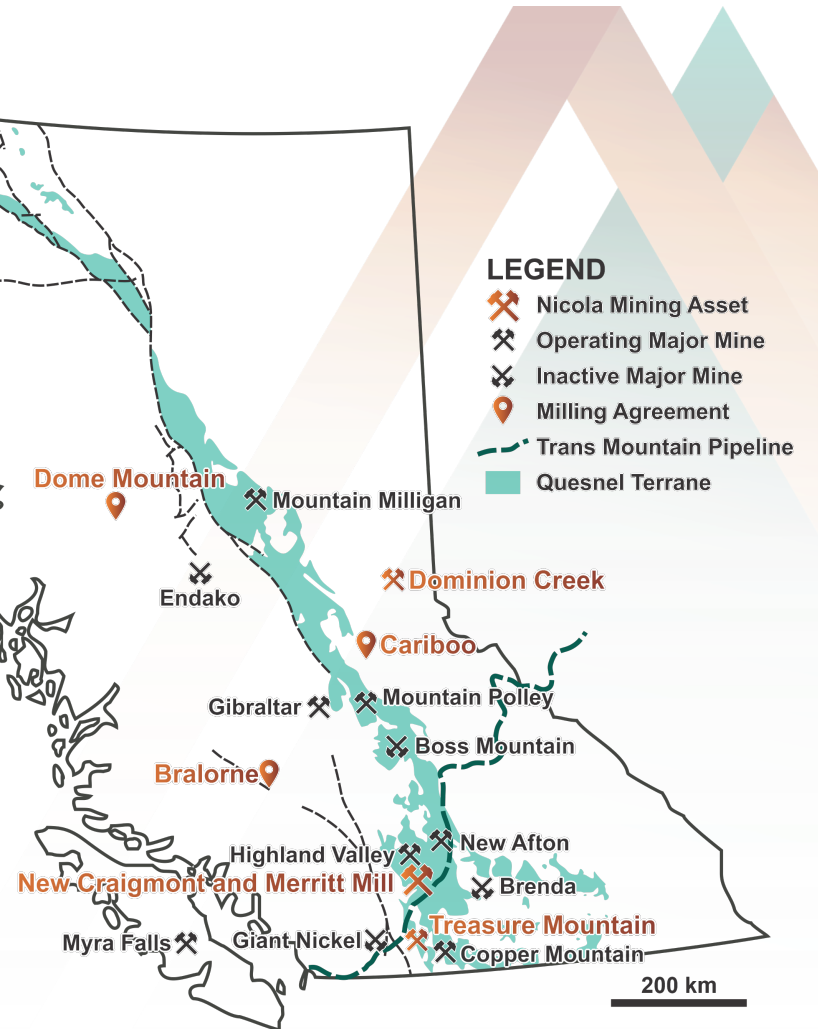 LEGEND
Nicola Mining Asset
Operating Major Mine
Inactive Major Mine
Milling Agreement
Trans Mountain Pipeline
Quesnel Terrane
Dome Mountain
Mountain Milligan
Endako
Dominion Creek
Cariboo
Mountain Polley
Gibraltar
Boss Mountain
Bralorne
New Afton
Highland Valley
New Craigmont and Merritt Mill
Brenda
Treasure Mountain
Giant Nickel
Myra Falls
Copper Mountain
200 km